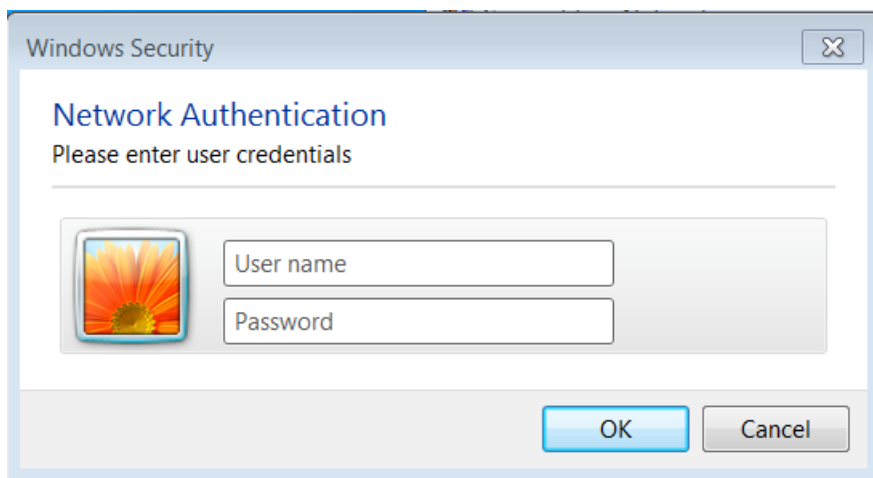 Windows Security
Network Authentication
Please enter user credentials
User name
Password
OK
Cancel